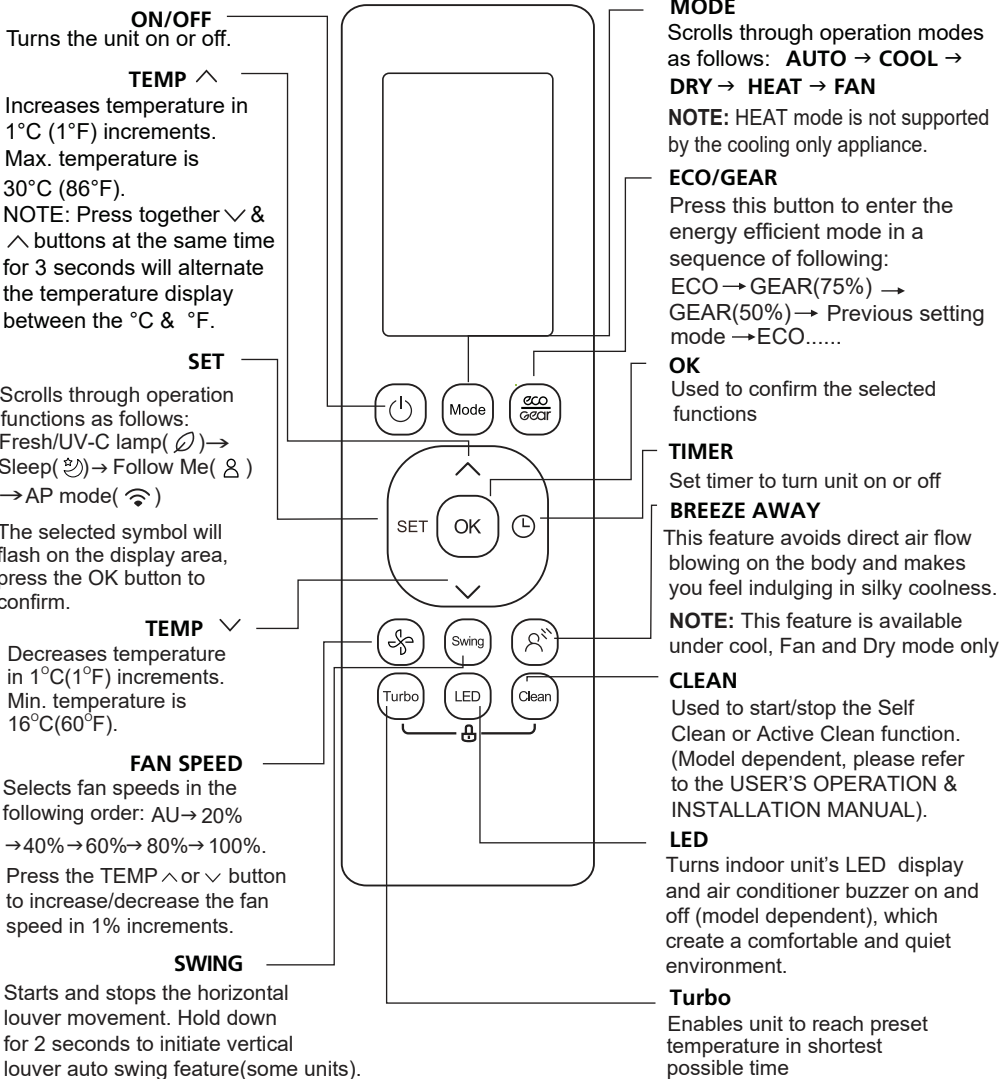 ON/OFF
Turns the unit on or off.
TEMP ︿
Increases temperature in
1°C (1°F) increments.
Max. temperature is
30°C (86°F).
NOTE: Press together ﹀ &
︿ buttons at the same time
for 3 seconds will alternate
the temperature display
between the °C & °F.
SET
Scrolls through operation
functions as follows:
Fresh/UV-C lamp( )→
Sleep( )→ Follow Me( )
→AP mode( )
The selected symbol will
flash on the display area,
press the OK button to
confirm.
TEMP ﹀
Decreases temperature
in 1°C(1°F) increments.
Min. temperature is
16°C(60°F).
FAN SPEED
Selects fan speeds in the
following order: AU→ 20%
→40%→60%→ 80%→ 100%.
Press the TEMP ︿ or ﹀ button
to increase/decrease the fan
speed in 1% increments.
SWING
Starts and stops the horizontal
louver movement. Hold down
for 2 seconds to initiate vertical
louver auto swing feature(some units).
Mode
eco
Gear
SET
OK
Swing
Turbo
LED
Clean
MODE
Scrolls through operation modes
as follows: AUTO → COOL →
DRY → HEAT → FAN
NOTE: HEAT mode is not supported
by the cooling only appliance.
ECO/GEAR
Press this button to enter the
energy efficient mode in a
sequence of following:
ECO → GEAR(75%) →
GEAR(50%)→ Previous setting
mode →ECO......
OK
Used to confirm the selected
functions
TIMER
Set timer to turn unit on or off
BREEZE AWAY
This feature avoids direct air flow
blowing on the body and makes
you feel indulging in silky coolness.
NOTE: This feature is available
under cool, Fan and Dry mode only
CLEAN
Used to start/stop the Self
Clean or Active Clean function.
(Model dependent, please refer
to the USER'S OPERATION &
INSTALLATION MANUAL).
LED
Turns indoor unit's LED display
and air conditioner buzzer on and
off (model dependent), which
create a comfortable and quiet
environment.
Turbo
Enables unit to reach preset
temperature in shortest
possible time